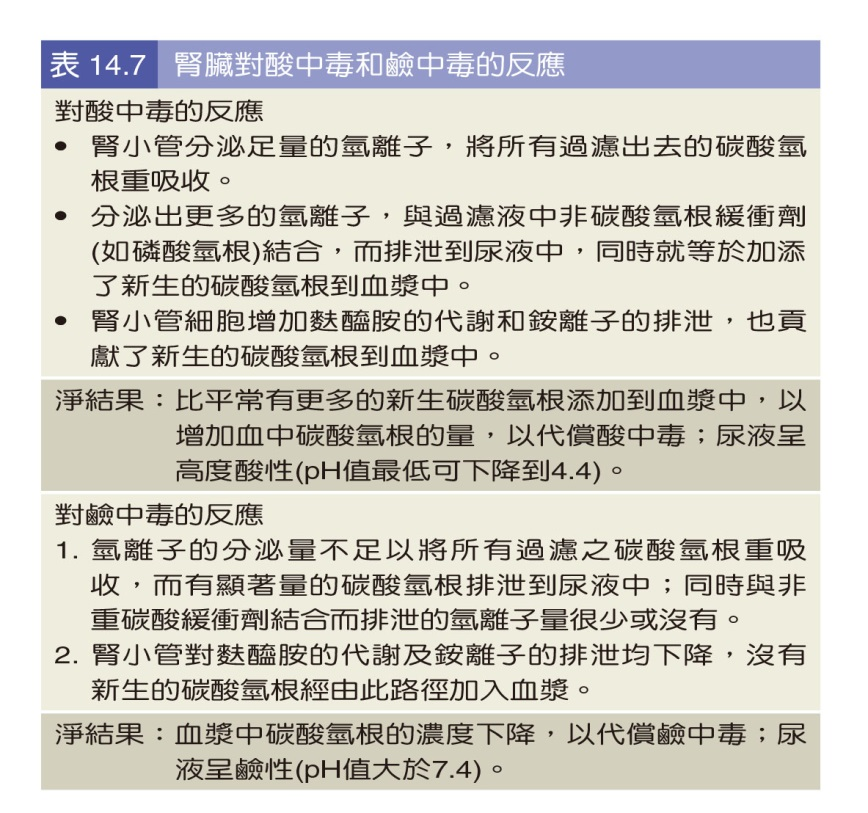 表 14.7 腎臟對酸中毒和鹼中毒的反應
對酸中毒的反應
• 腎小管分泌足量的氫離子，將所有過濾出去的碳酸氫
根重吸收。
• 分泌出更多的氫離子，與過濾液中非碳酸氫根緩衝劑
(如磷酸氫根)結合，而排泄到尿液中，同時就等於加添
了新生的碳酸氫根到血漿中。
• 腎小管細胞增加麩醯胺的代謝和銨離子的排泄，也貢
獻了新生的碳酸氫根到血漿中。
淨結果：比平常有更多的新生碳酸氫根添加到血漿中，以
增加血中碳酸氫根的量，以代償酸中毒；尿液呈
高度酸性(pH值最低可下降到4.4)。
對鹼中毒的反應
1. 氫離子的分泌量不足以將所有過濾之碳酸氫根重吸
收，而有顯著量的碳酸氫根排泄到尿液中；同時與非
重碳酸緩衝劑結合而排泄的氫離子量很少或沒有。
2. 腎小管對麩醯胺的代謝及銨離子的排泄均下降，沒有
新生的碳酸氫根經由此路徑加入血漿。
淨結果：血漿中碳酸氫根的濃度下降，以代償鹼中毒；尿
液呈鹼性(pH值大於7.4)。